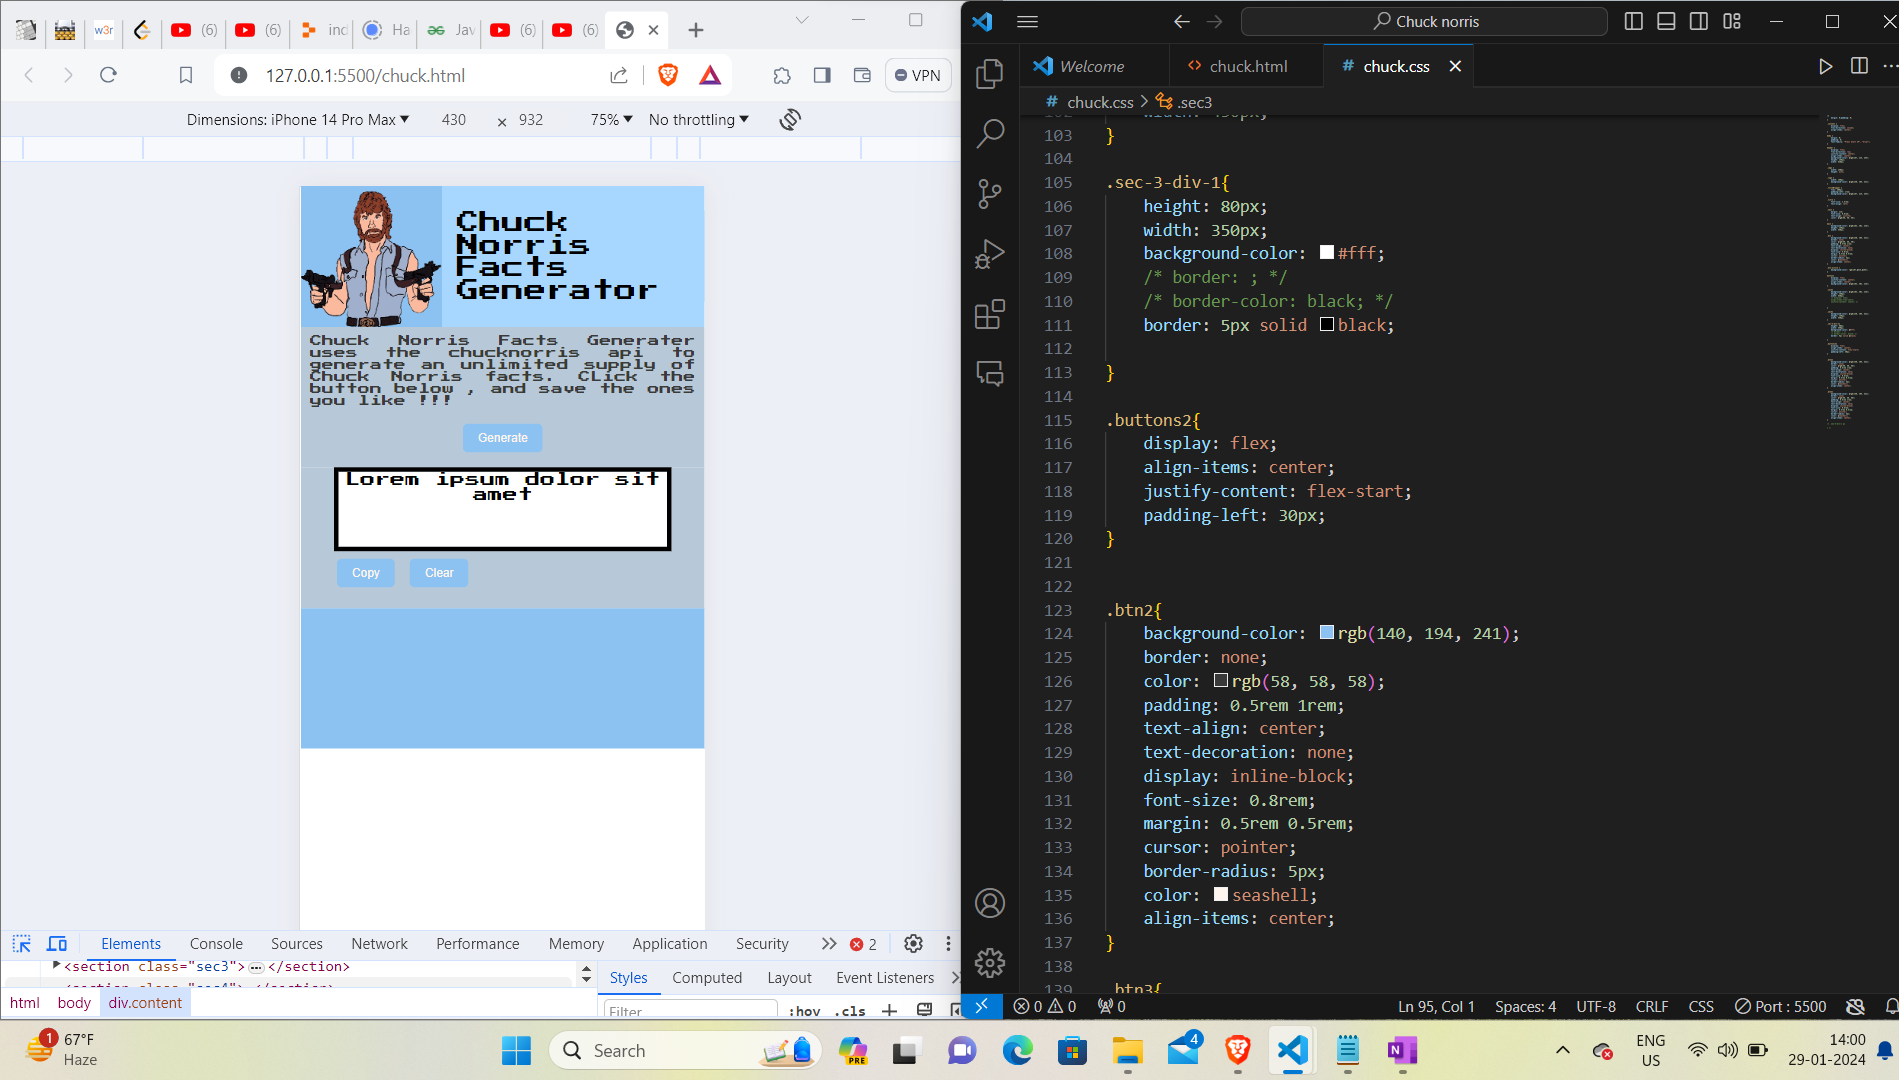 w3r
(6)
(6)
ind
Ha
Jav
(6)
(6)
127.0.0.1:5500/chuck.html
VPN
Dimensions: iPhone 14 Pro Max ▼ 430 × 932 75% ▼ No throttling ▼
Chuck
Norris
Facts
Generator
Chuck Norris Facts Generater
uses the chucknorris api to
generate an unlimited supply of
Chuck Norris facts. CLick the
button below , and save the ones
you like !!!
Generate
Lorem ipsum dolor sit
amet
Copy Clear
Elements Console Sources Network Performance Memory Application Security 2
<section class="sec3"> ⋯ </section>
html body div.content
Styles Computed Layout Event Listeners
Filter :hov .cls
Chuck norris
Welcome chuck.html chuck.css
chuck.css > .sec3
103 }
104
105 .sec-3-div-1{
106 height: 80px;
107 width: 350px;
108 background-color: #fff;
109 /* border: ; */
110 /* border-color: black; */
111 border: 5px solid black;
112
113 }
114
115 .buttons2{
116 display: flex;
117 align-items: center;
118 justify-content: flex-start;
119 padding-left: 30px;
120 }
121
122
123 .btn2{
124 background-color: rgb(140, 194, 241);
125 border: none;
126 color: rgb(58, 58, 58);
127 padding: 0.5rem 1rem;
128 text-align: center;
129 text-decoration: none;
130 display: inline-block;
131 font-size: 0.8rem;
132 margin: 0.5rem 0.5rem;
133 cursor: pointer;
134 border-radius: 5px;
135 color: seashell;
136 align-items: center;
137 }
138
139 .btn3{
0 0 0 Ln 95, Col 1 Spaces: 4 UTF-8 CRLF CSS Port : 5500
1
67°F
Haze
Search
PRE
4
ENG
US
14:00
29-01-2024